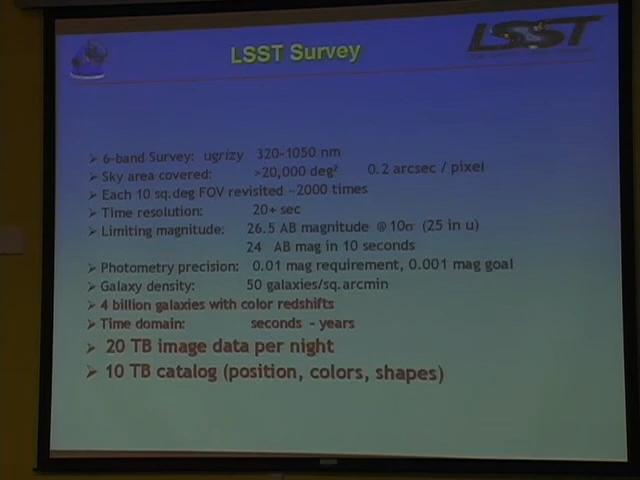 LSST Survey
LSST
➢ 6-band Survey: ugrizy 320-1050 nm
➢ Sky area covered: >20,000 deg² 0.2 arcsec / pixel
➢ Each 10 sq.deg FOV revisited ~2000 times
➢ Time resolution: 20+ sec
➢ Limiting magnitude: 26.5 AB magnitude @ 10σ (25 in u)
24 AB mag in 10 seconds
➢ Photometry precision: 0.01 mag requirement, 0.001 mag goal
➢ Galaxy density: 50 galaxies/sq.arcmin
➢ 4 billion galaxies with color redshifts
➢ Time domain: seconds - years
➢ 20 TB image data per night
➢ 10 TB catalog (position, colors, shapes)